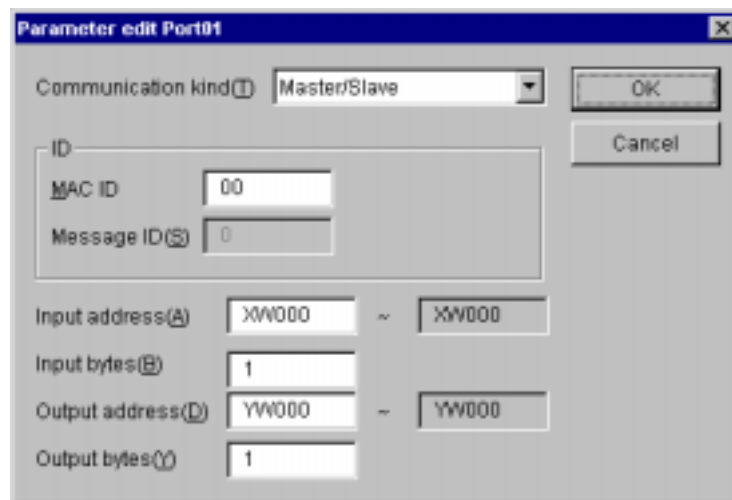 Parameter edit Port01
Communication kind(T) Master/Slave OK
Cancel
ID
MAC ID 00
Message ID(S) 0
Input address(A) XW000 ~ XW000
Input bytes(B) 1
Output address(D) YW000 ~ YW000
Output bytes(Y) 1